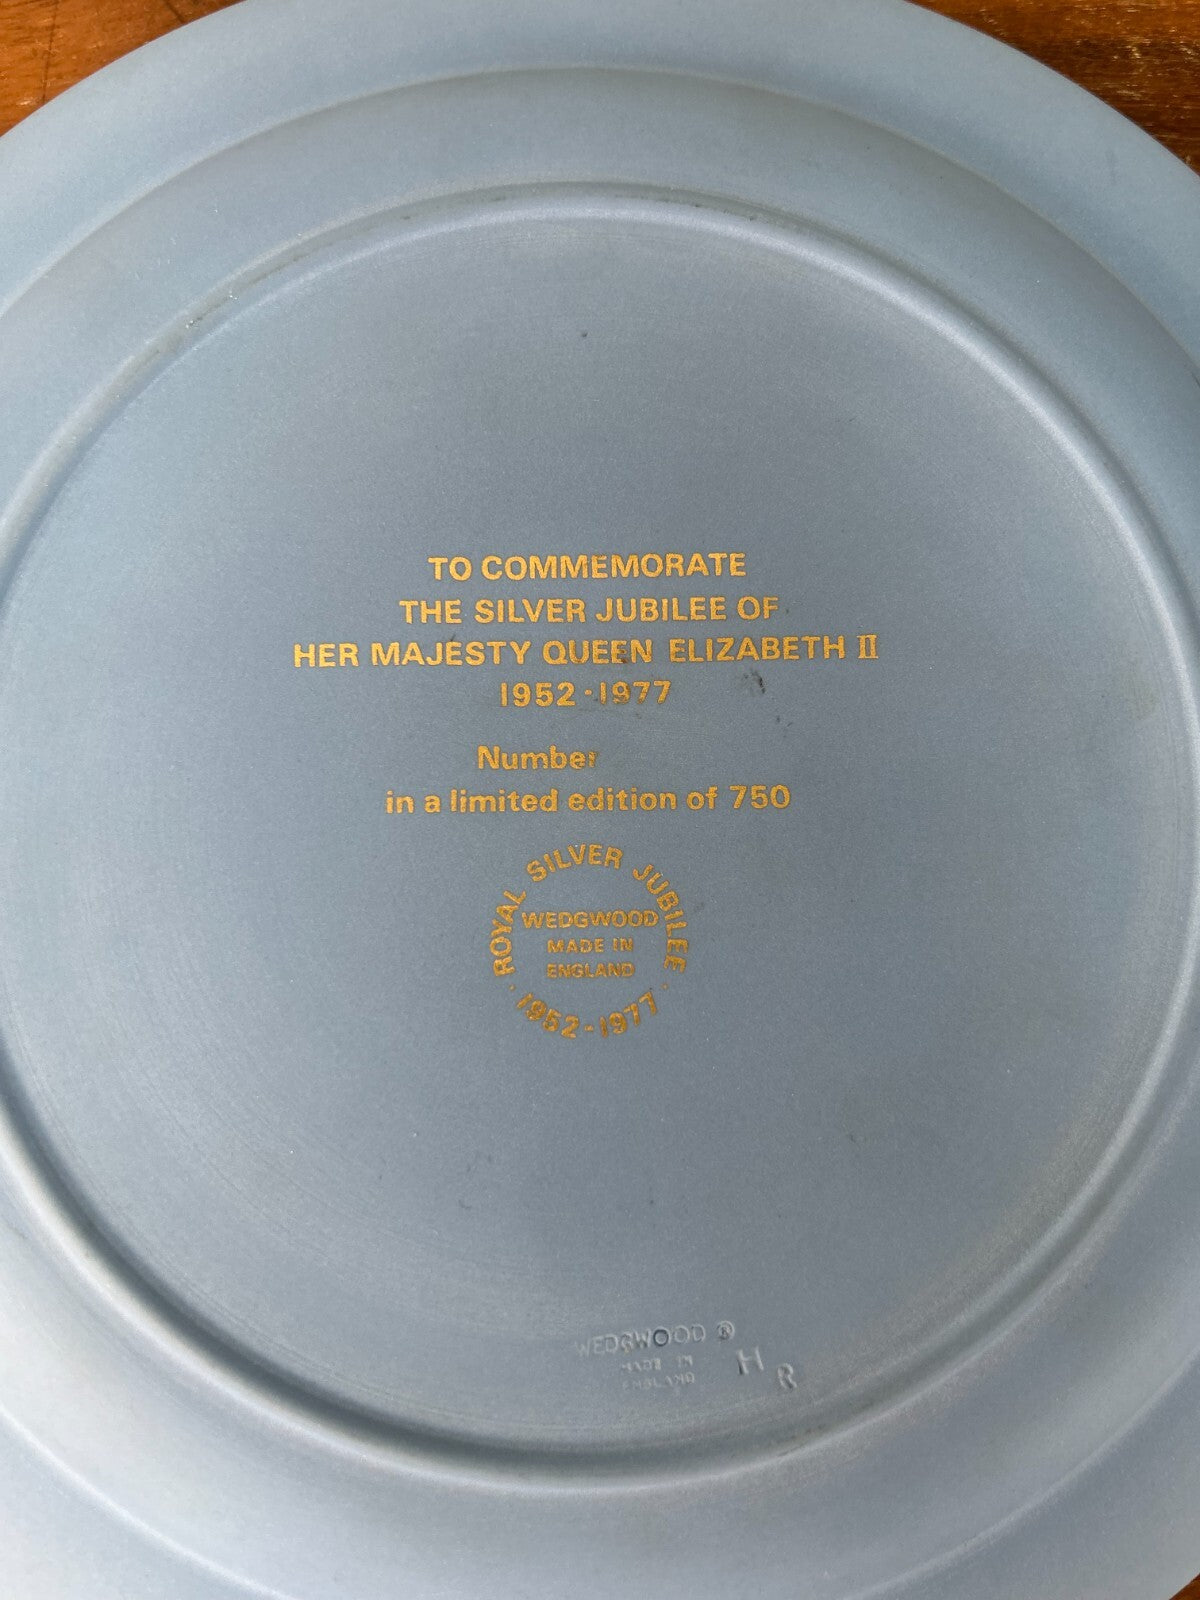 TO COMMEMORATE
THE SILVER JUBILEE OF
HER MAJESTY QUEEN ELIZABETH II
1952-1977
Number
in a limited edition of 750
ROYAL SILVER JUBILEE
WEDGWOOD
MADE IN
ENGLAND
· 1952-1977 ·
WEDGWOOD ®
MADE IN
ENGLAND
H
R